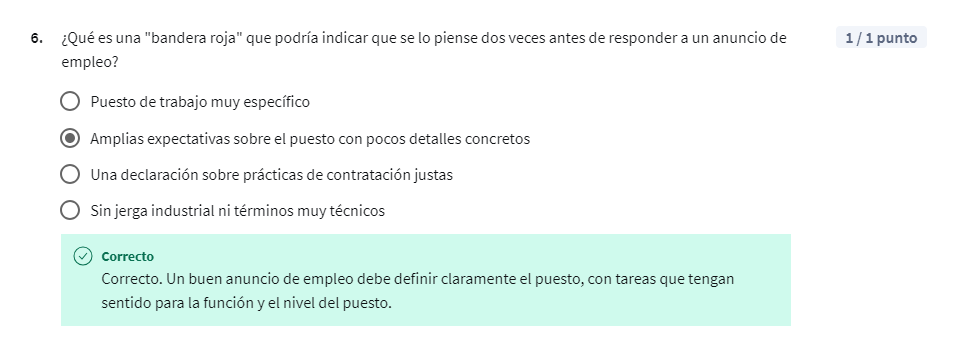 6. ¿Qué es una "bandera roja" que podría indicar que se lo piense dos veces antes de responder a un anuncio de
empleo?
1 / 1 punto
Puesto de trabajo muy específico
Amplias expectativas sobre el puesto con pocos detalles concretos
Una declaración sobre prácticas de contratación justas
Sin jerga industrial ni términos muy técnicos
Correcto
Correcto. Un buen anuncio de empleo debe definir claramente el puesto, con tareas que tengan
sentido para la función y el nivel del puesto.